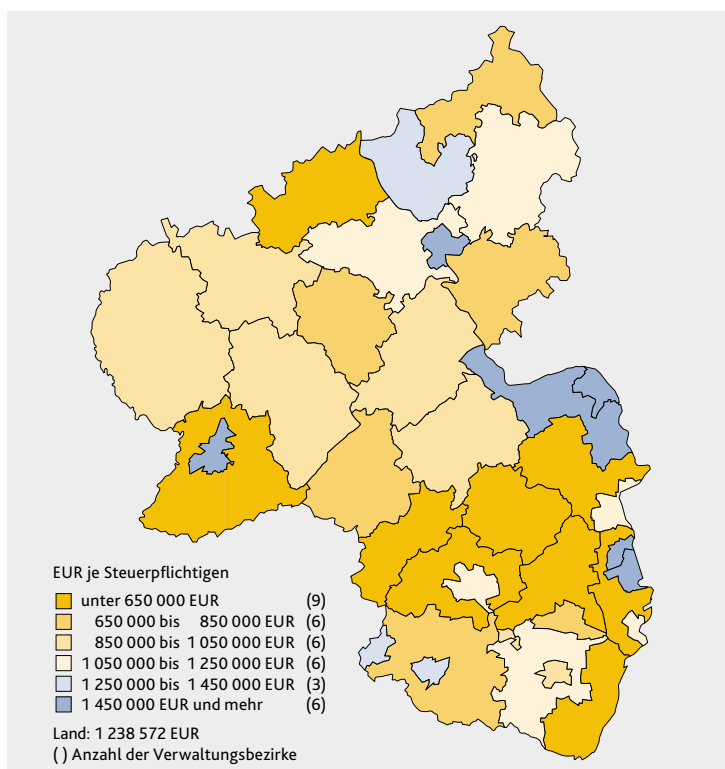 EUR je Steuerpflichtigen
unter 650 000 EUR (9)
650 000 bis 850 000 EUR (6)
850 000 bis 1 050 000 EUR (6)
1 050 000 bis 1 250 000 EUR (6)
1 250 000 bis 1 450 000 EUR (3)
1 450 000 EUR und mehr (6)
Land: 1 238 572 EUR
( ) Anzahl der Verwaltungsbezirke